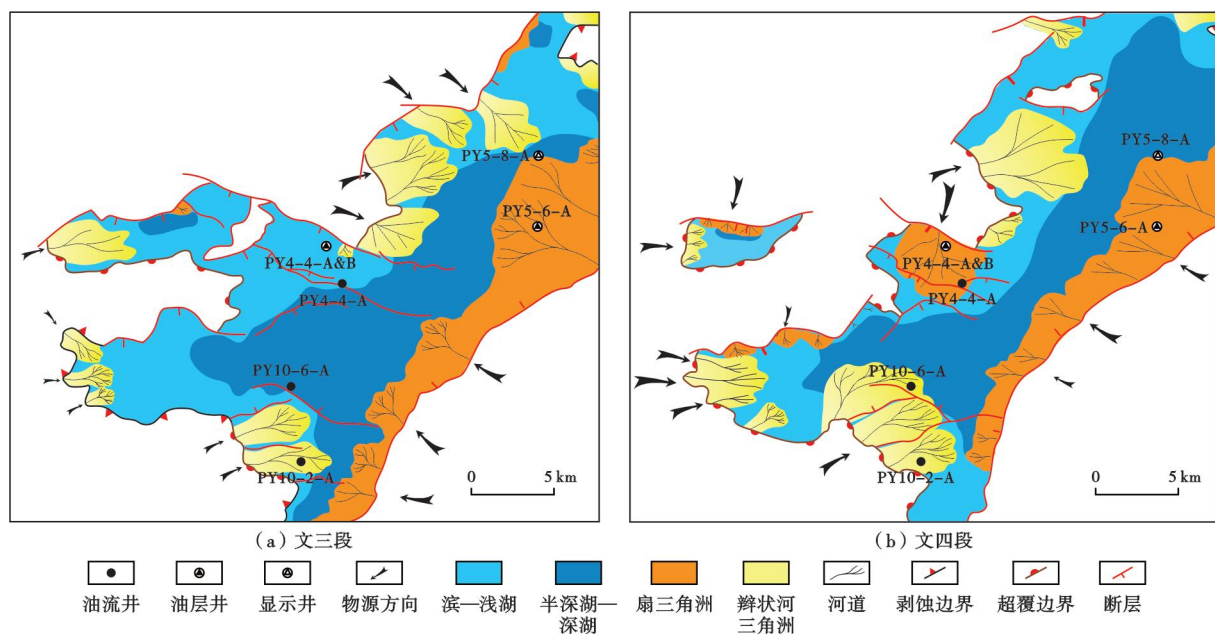 PY5-8-A
PY5-6-A
PY4-4-A&B
PY4-4-A
PY10-6-A
PY10-2-A
0 5 km
(a)文三段
PY5-8-A
PY5-6-A
PY4-4-A&B
PY4-4-A
PY10-6-A
PY10-2-A
0 5 km
(b)文四段
油流井 油层井 显示井 物源方向 滨—浅湖 半深湖— 扇三角洲 辫状河 河道 剥蚀边界 超覆边界 断层
深湖 三角洲